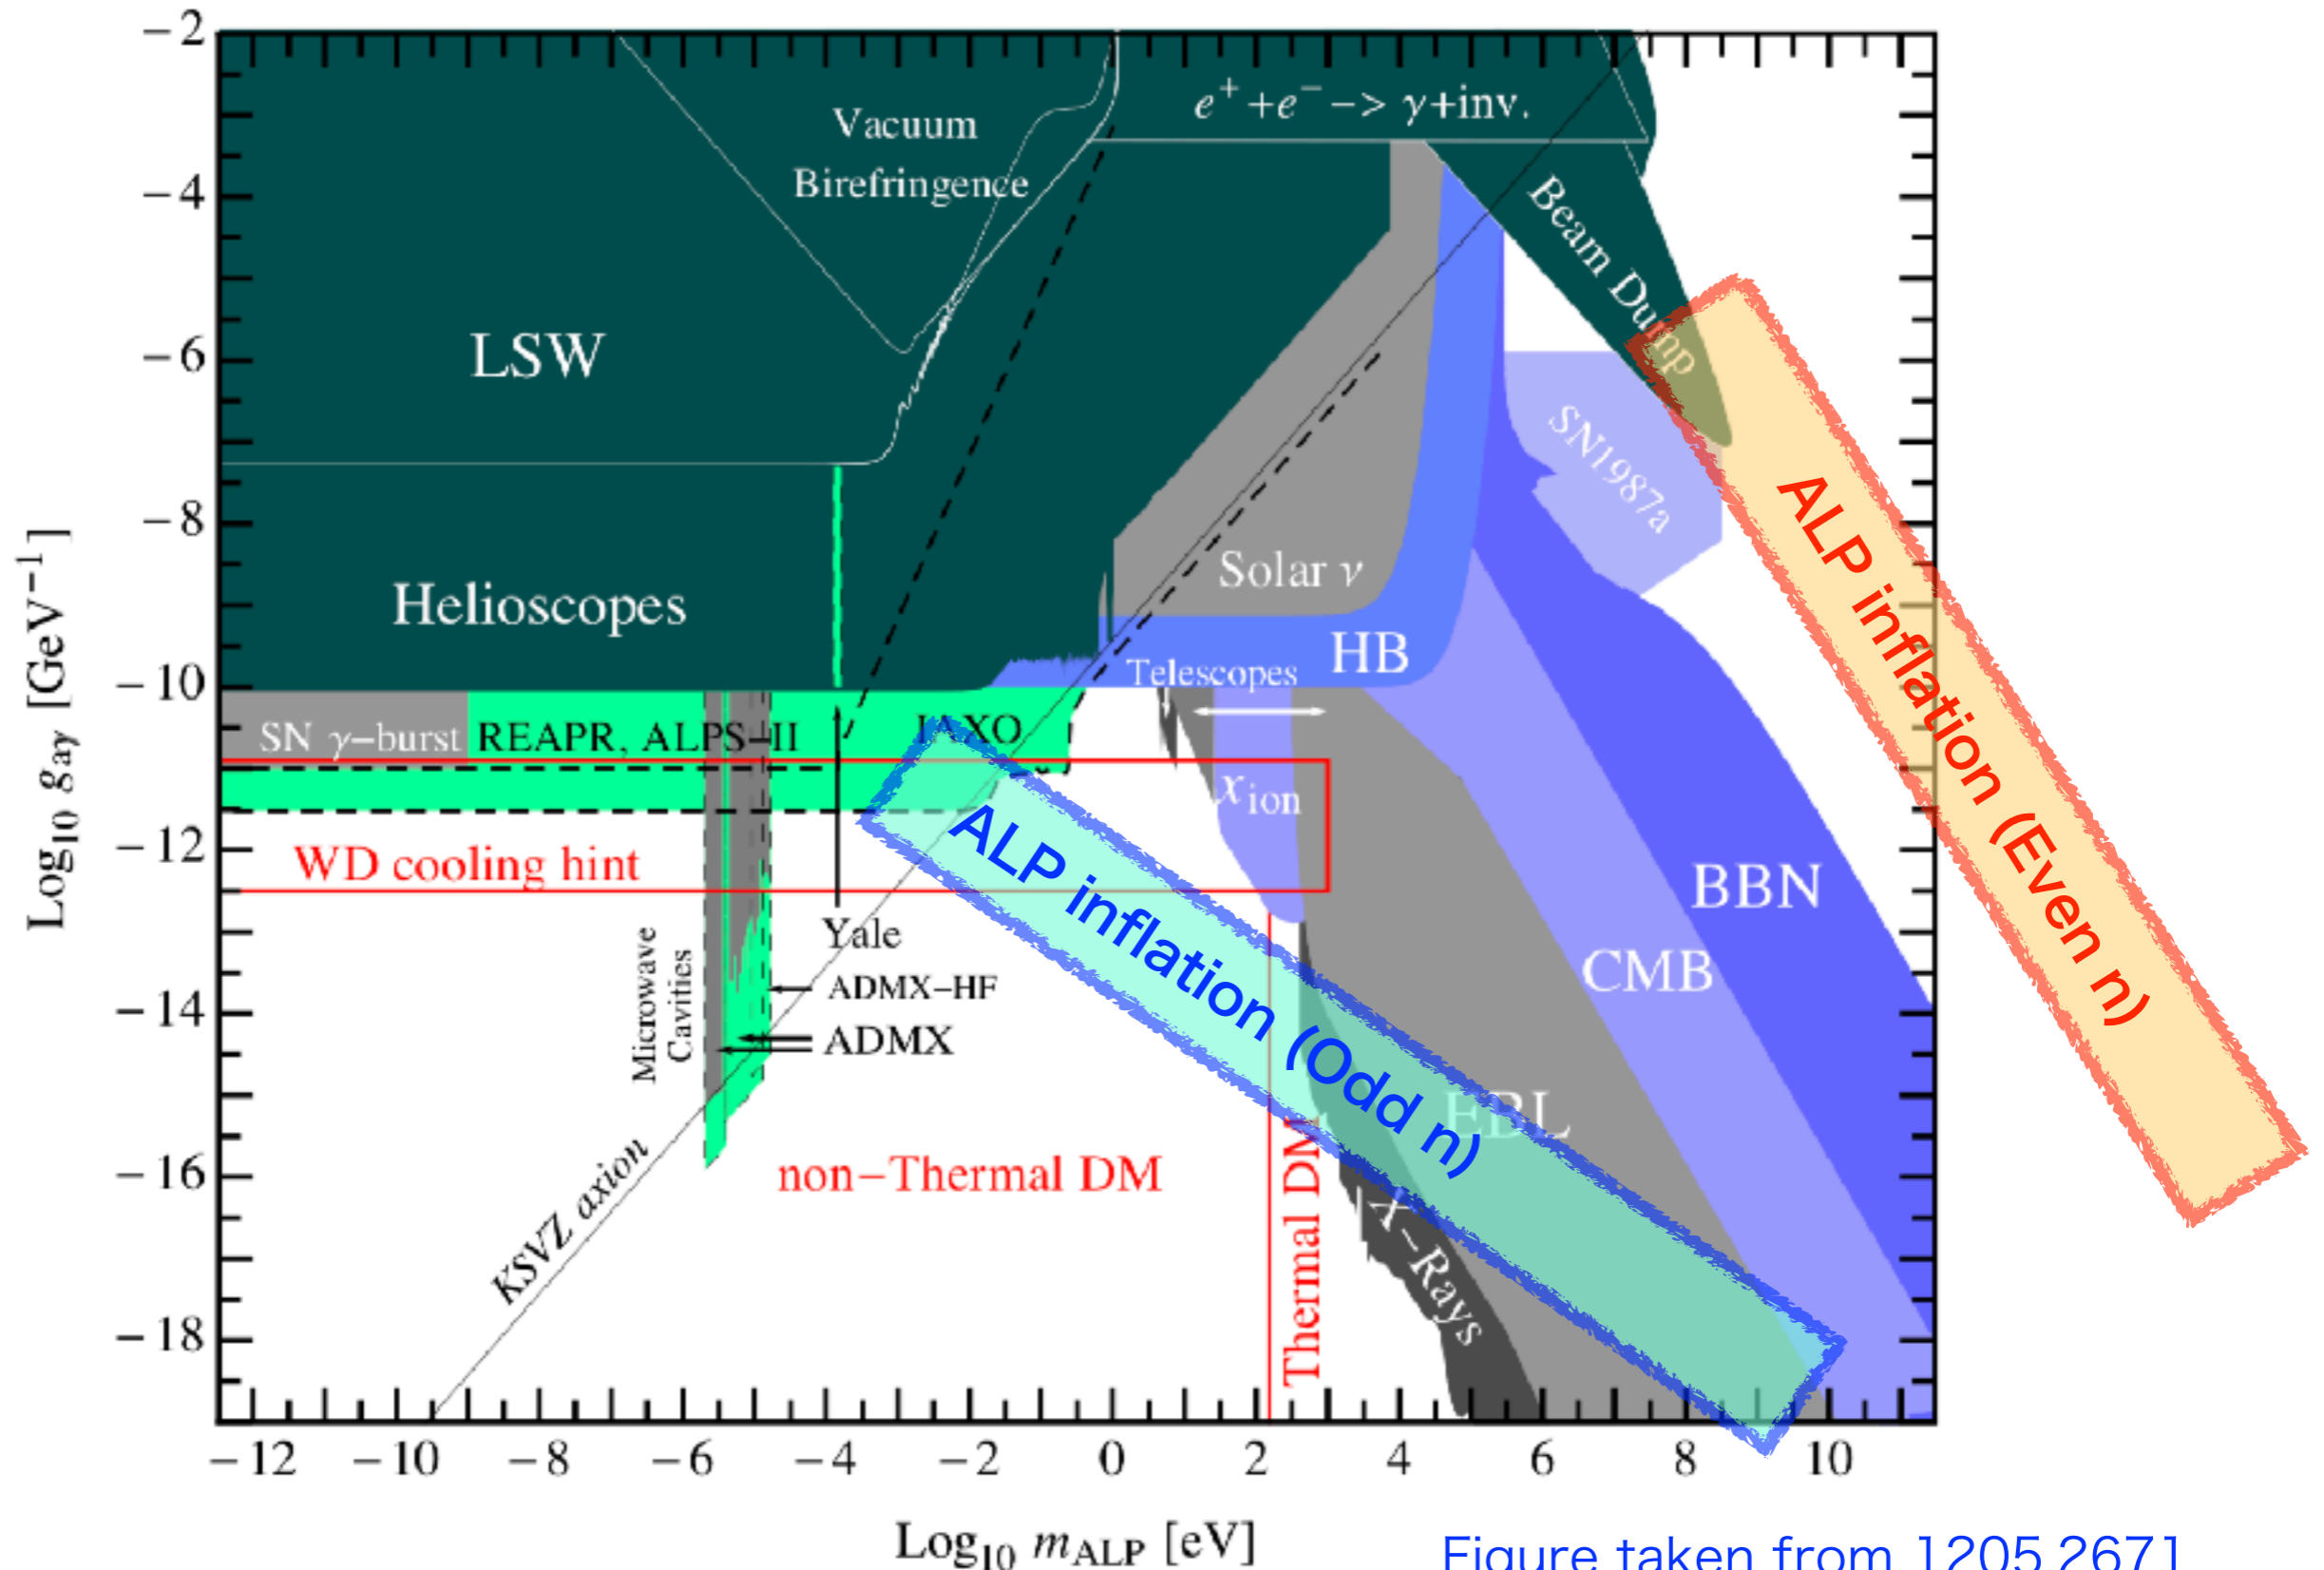 −2
−4
−6
−8
−10
−12
−14
−16
−18
Log10 gaγ [GeV−1]
Vacuum
Birefringence
e+ +e− −> γ+inv.
LSW
Beam Dump
SN1987a
Helioscopes
Solar ν
HB
Telescopes
SN γ−burst
REAPR, ALPS−II
IAXO
xion
WD cooling hint
Yale
Microwave
Cavities
ADMX−HF
ADMX
KSVZ axion
non−Thermal DM
Thermal DM
X−Rays
EBL
CMB
BBN
ALP inflation (Odd n)
ALP inflation (Even n)
−12 −10 −8 −6 −4 −2 0 2 4 6 8 10
Log10 mALP [eV]
Figure taken from 1205.2671